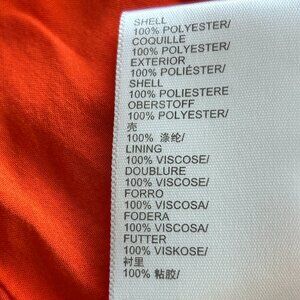 SHELL
100% POLYESTER/
COQUILLE
100% POLYESTER/
EXTERIOR
100% POLIÉSTER/
SHELL
100% POLIESTERE
OBERSTOFF
100% POLYESTER/
壳
100% 涤纶/
LINING
100% VISCOSE/
DOUBLURE
100% VISCOSE/
FORRO
100% VISCOSA/
FODERA
100% VISCOSA/
FUTTER
100% VISKOSE/
衬里
100% 粘胶/